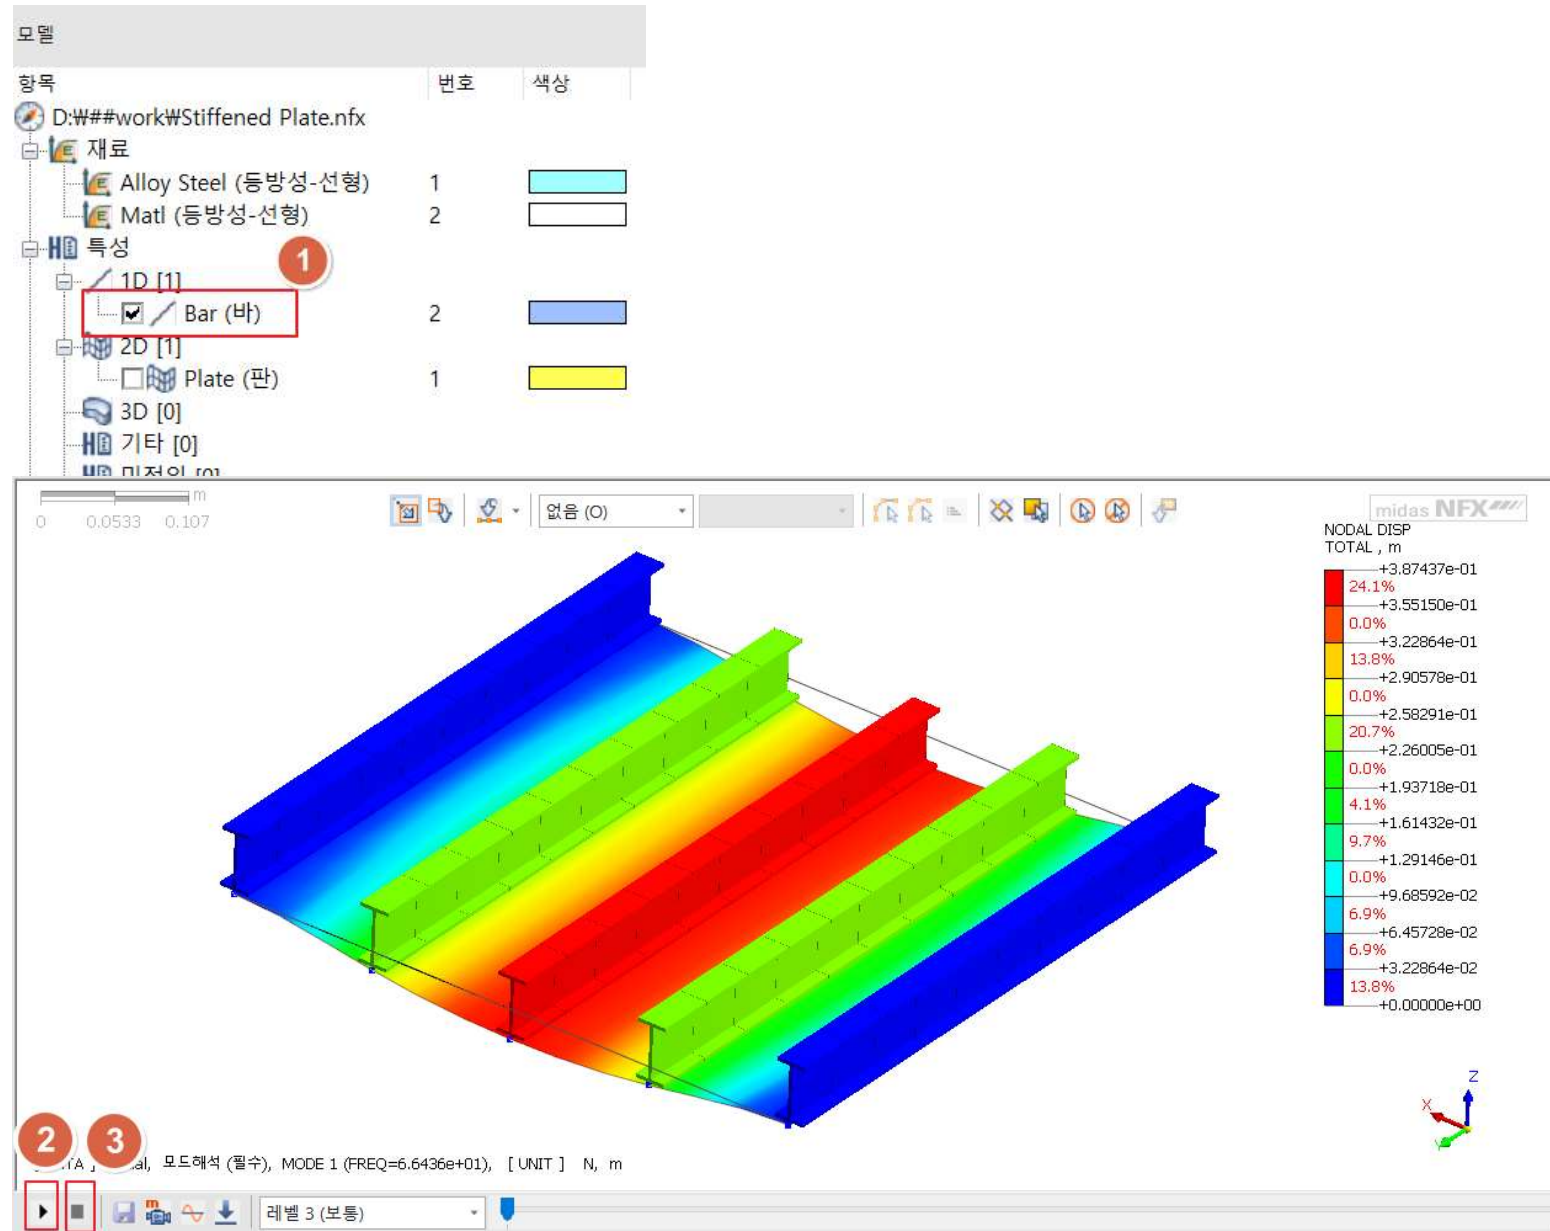 모델
항목 번호 색상
D:₩##work₩Stiffened Plate.nfx
재료
Alloy Steel (등방성-선형) 1
Matl (등방성-선형) 2
특성
1
1D [1]
Bar (바) 2
2D [1]
Plate (판) 1
3D [0]
기타 [0]
미정의 [0]
m
0 0.0533 0.107
없음 (O)
midas NFX
NODAL DISP
TOTAL , m
+3.87437e-01
24.1%
+3.55150e-01
0.0%
+3.22864e-01
13.8%
+2.90578e-01
0.0%
+2.58291e-01
20.7%
+2.26005e-01
0.0%
+1.93718e-01
4.1%
+1.61432e-01
9.7%
+1.29146e-01
0.0%
+9.68592e-02
6.9%
+6.45728e-02
6.9%
+3.22864e-02
13.8%
+0.00000e+00
Z
X
Y
2 3
모드해석 (필수), MODE 1 (FREQ=6.6436e+01), [ UNIT ] N, m
레벨 3 (보통)